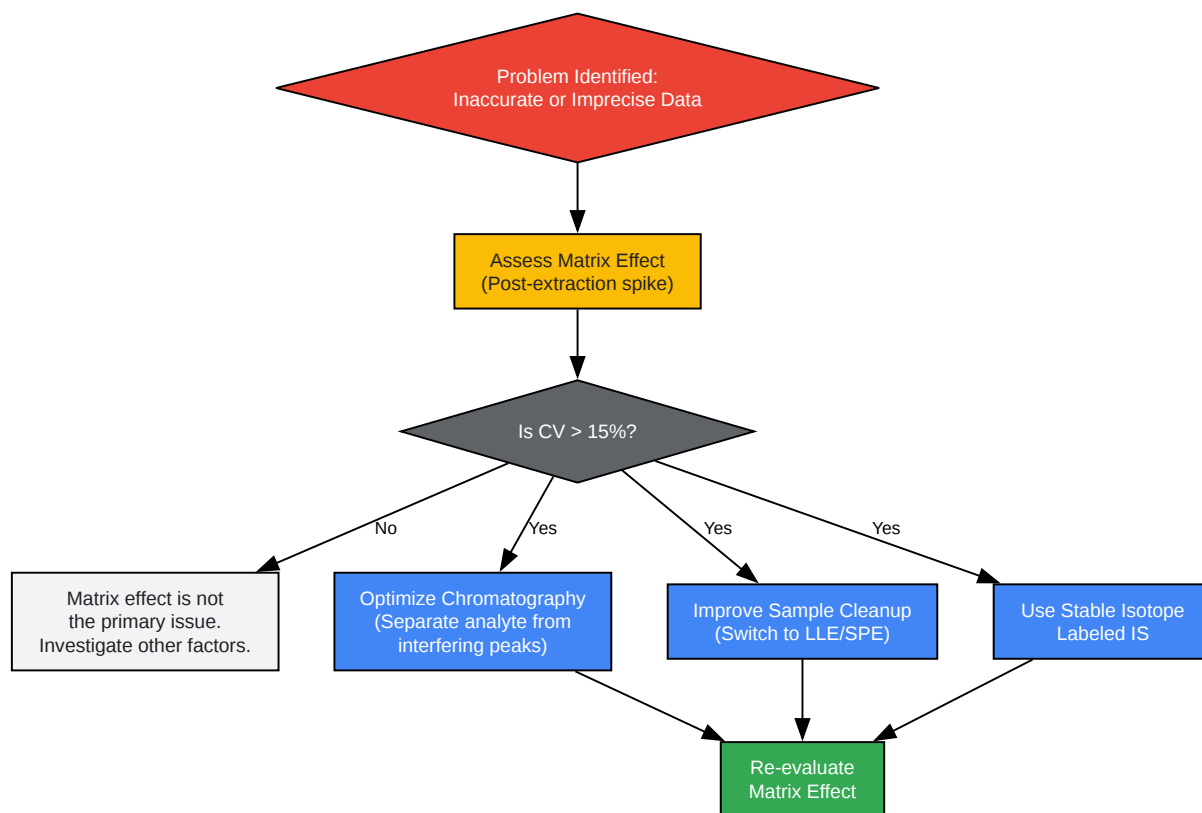 Problem Identified:
Inaccurate or Imprecise Data
Assess Matrix Effect
(Post-extraction spike)
Is CV > 15%?
No
Yes
Yes
Yes
Matrix effect is not
the primary issue.
Investigate other factors.
Optimize Chromatography
(Separate analyte from
interfering peaks)
Improve Sample Cleanup
(Switch to LLE/SPE)
Use Stable Isotope
Labeled IS
Re-evaluate
Matrix Effect